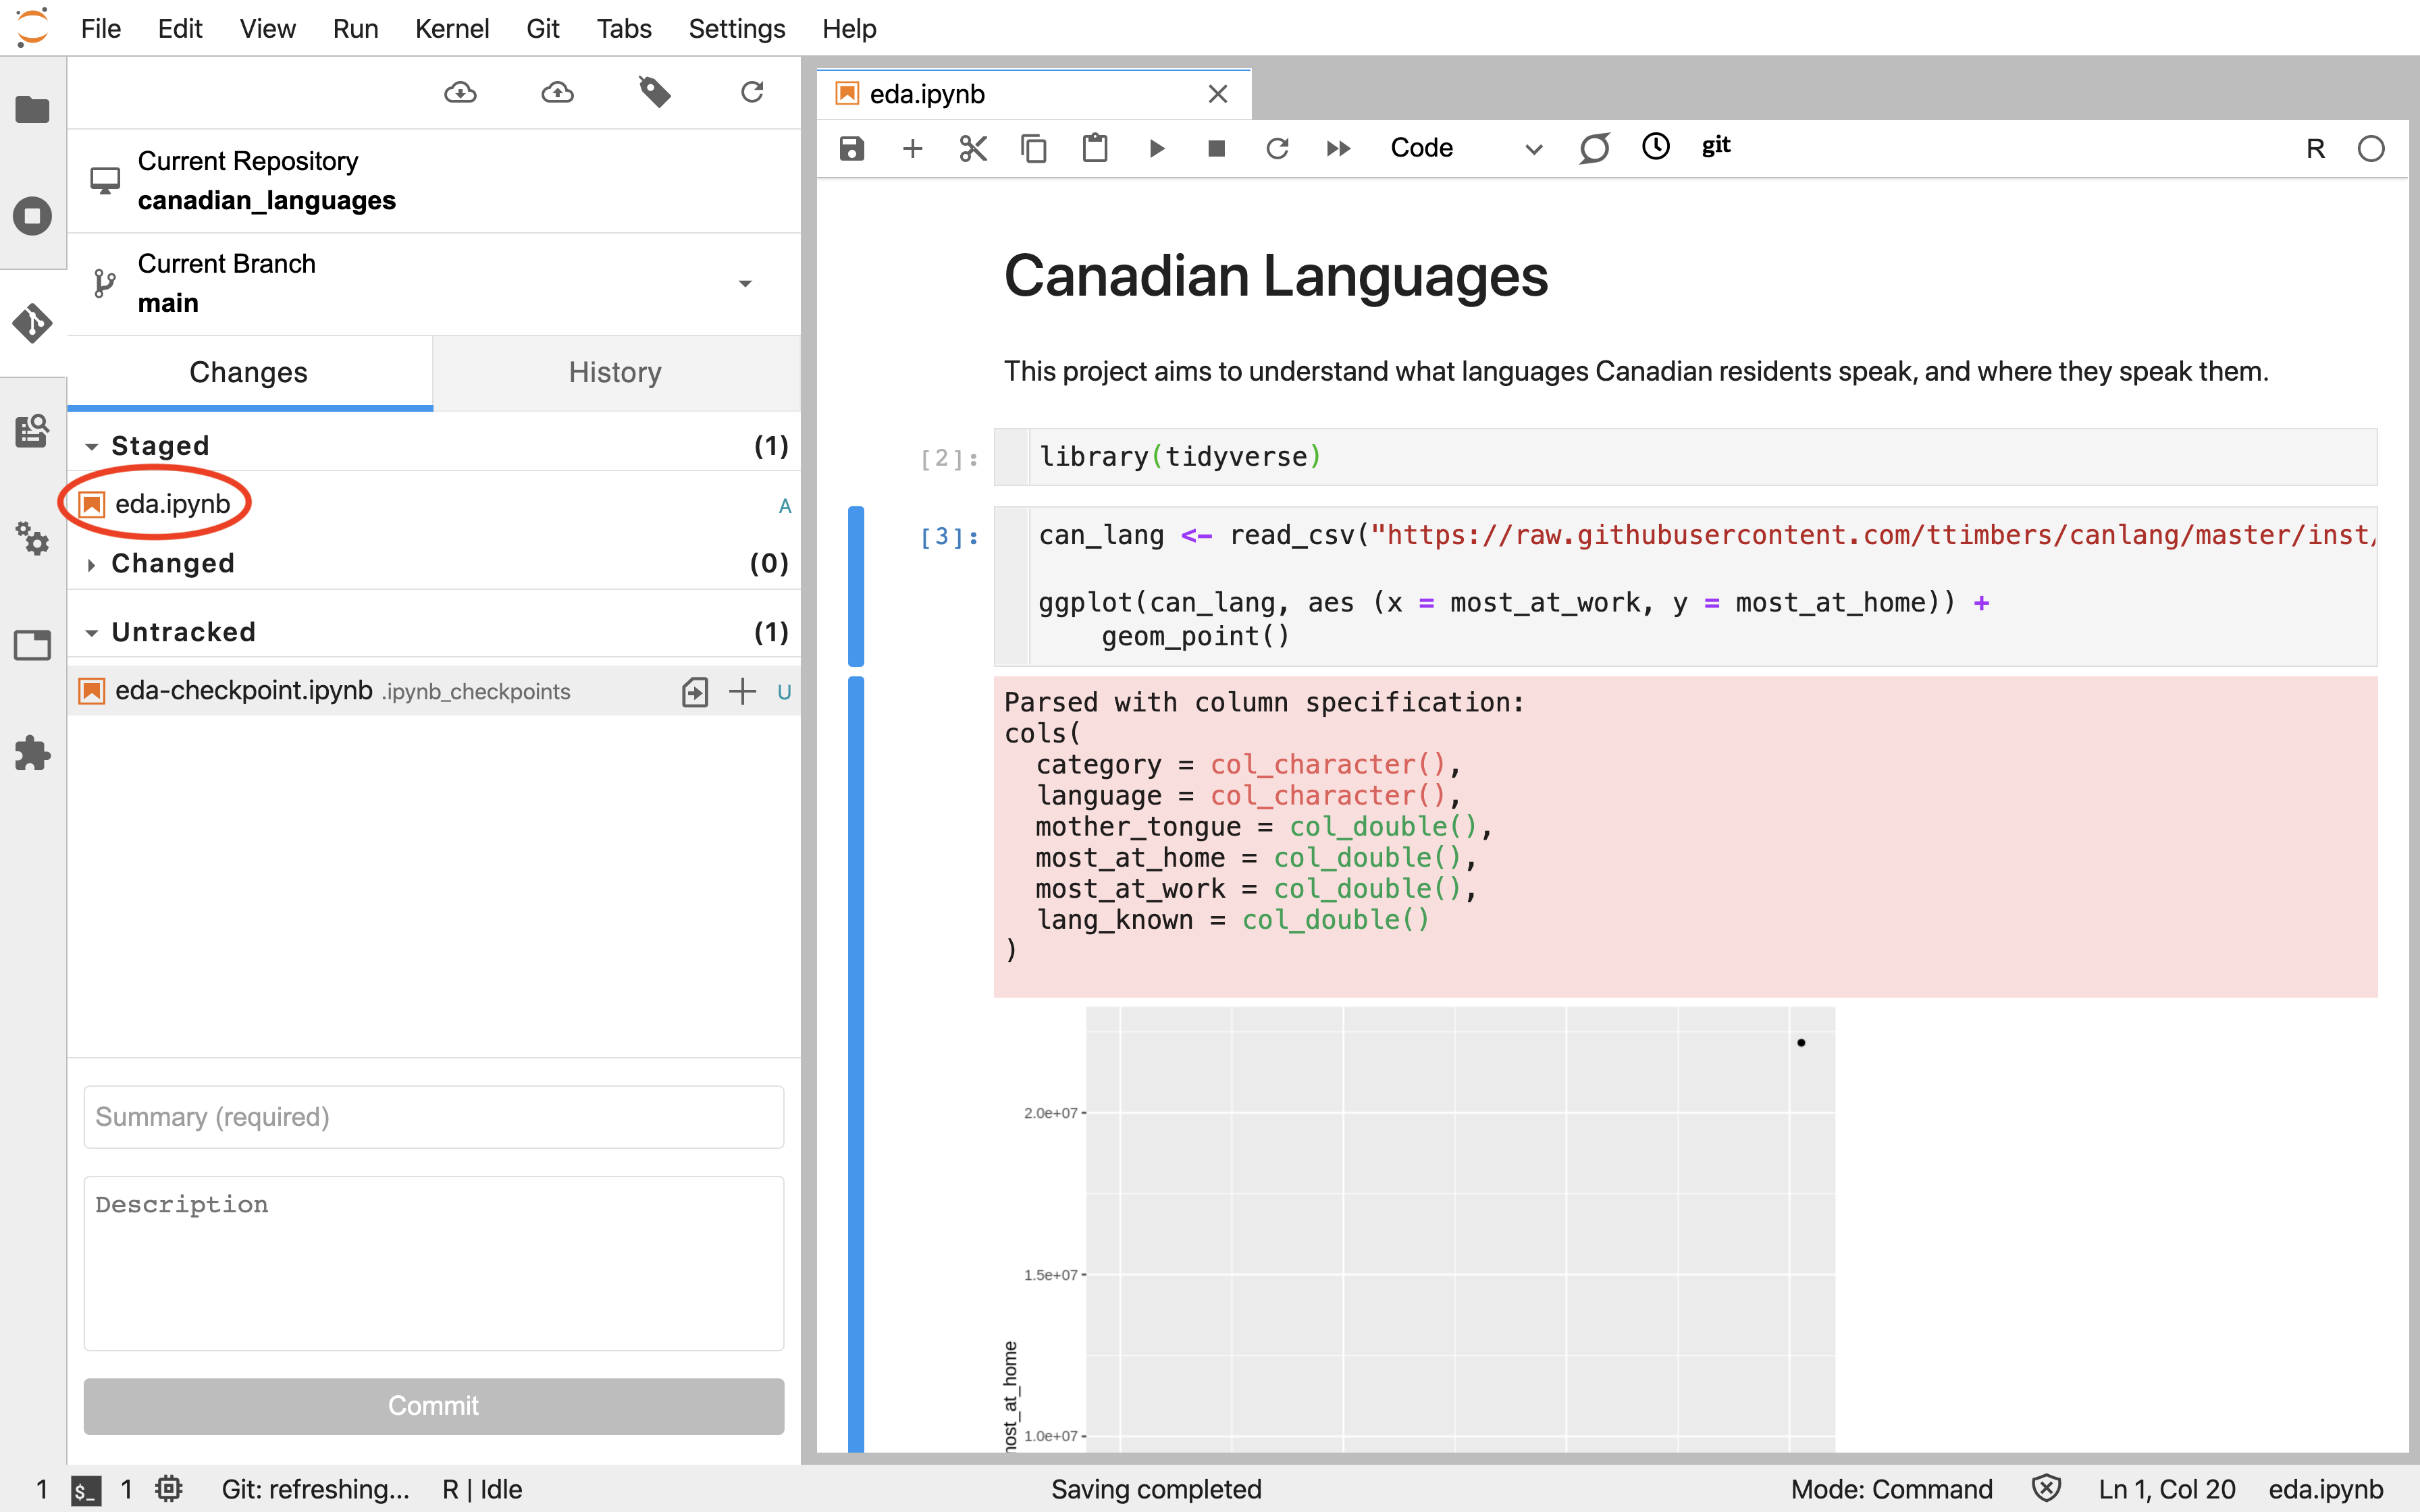 File Edit View Run Kernel Git Tabs Settings Help
Current Repository
canadian_languages
Current Branch
main
Changes History
Staged (1)
eda.ipynb A
Changed (0)
Untracked (1)
eda-checkpoint.ipynb .ipynb_checkpoints U
Summary (required)
Description
Commit
eda.ipynb
Code git R
Canadian Languages
This project aims to understand what languages Canadian residents speak, and where they speak them.
[2]: library(tidyverse)
[3]: can_lang <- read_csv("https://raw.githubusercontent.com/ttimbers/canlang/master/inst/
ggplot(can_lang, aes (x = most_at_work, y = most_at_home)) +
geom_point()
Parsed with column specification:
cols(
category = col_character(),
language = col_character(),
mother_tongue = col_double(),
most_at_home = col_double(),
most_at_work = col_double(),
lang_known = col_double()
)
2.0e+07
1.5e+07
1.0e+07
most_at_home
1 $_ 1 Git: refreshing... R | Idle Saving completed Mode: Command Ln 1, Col 20 eda.ipynb